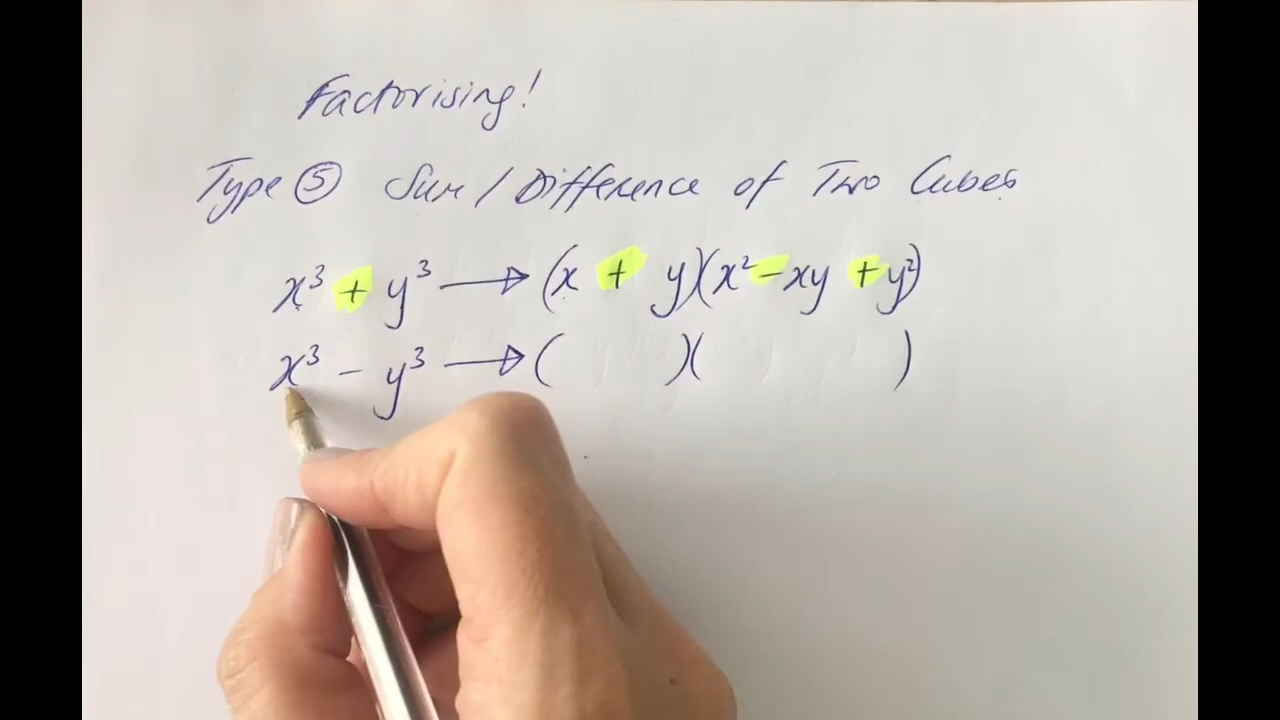 Factorising!
Type ⑤ Sum/Difference of Two Cubes
x³ + y³ → (x + y)(x² - xy + y²)
x³ - y³ → ( )( )